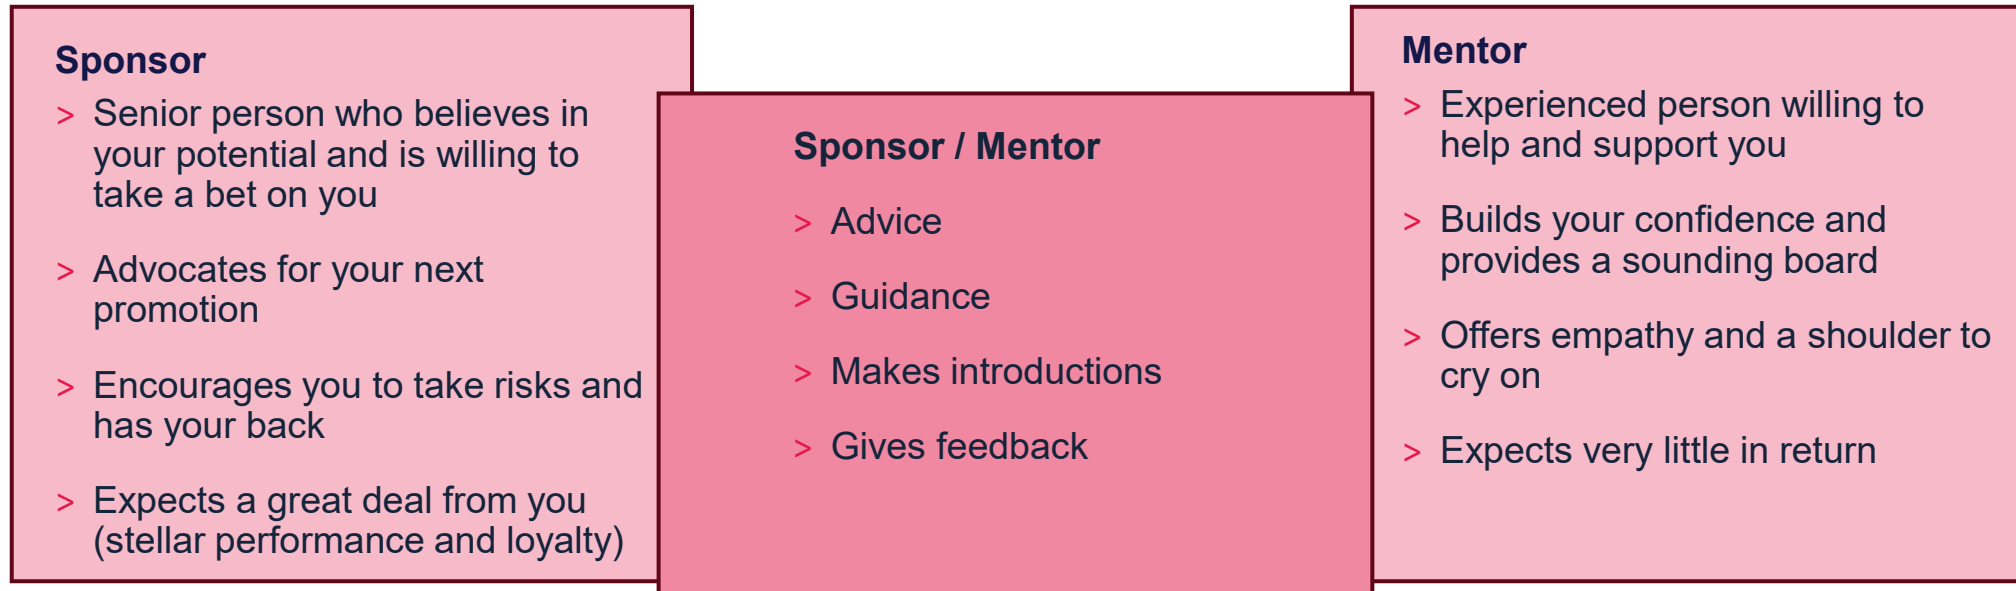 Sponsor
> Senior person who believes in
your potential and is willing to
take a bet on you
> Advocates for your next
promotion
> Encourages you to take risks and
has your back
> Expects a great deal from you
(stellar performance and loyalty)
Sponsor / Mentor
> Advice
> Guidance
> Makes introductions
> Gives feedback
Mentor
> Experienced person willing to
help and support you
> Builds your confidence and
provides a sounding board
> Offers empathy and a shoulder to
cry on
> Expects very little in return